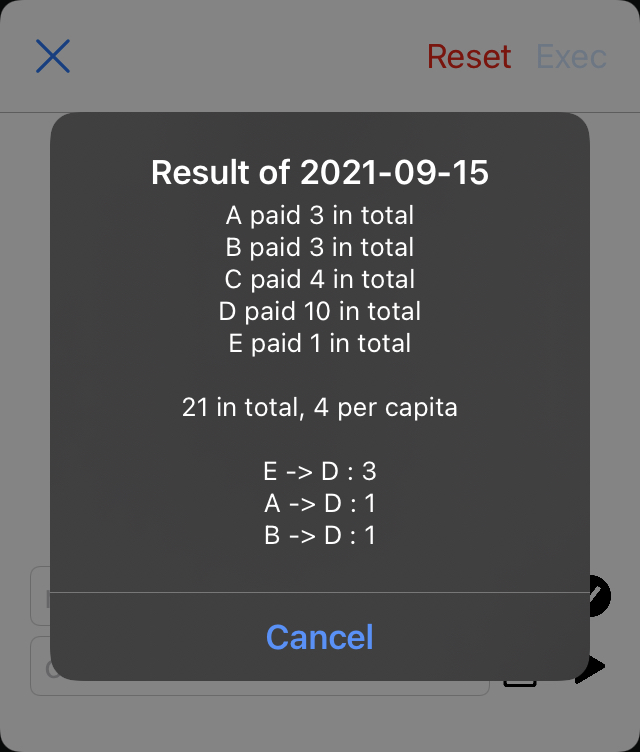 Reset Exec
Result of 2021-09-15
A paid 3 in total
B paid 3 in total
C paid 4 in total
D paid 10 in total
E paid 1 in total
21 in total, 4 per capita
E -> D : 3
A -> D : 1
B -> D : 1
Cancel